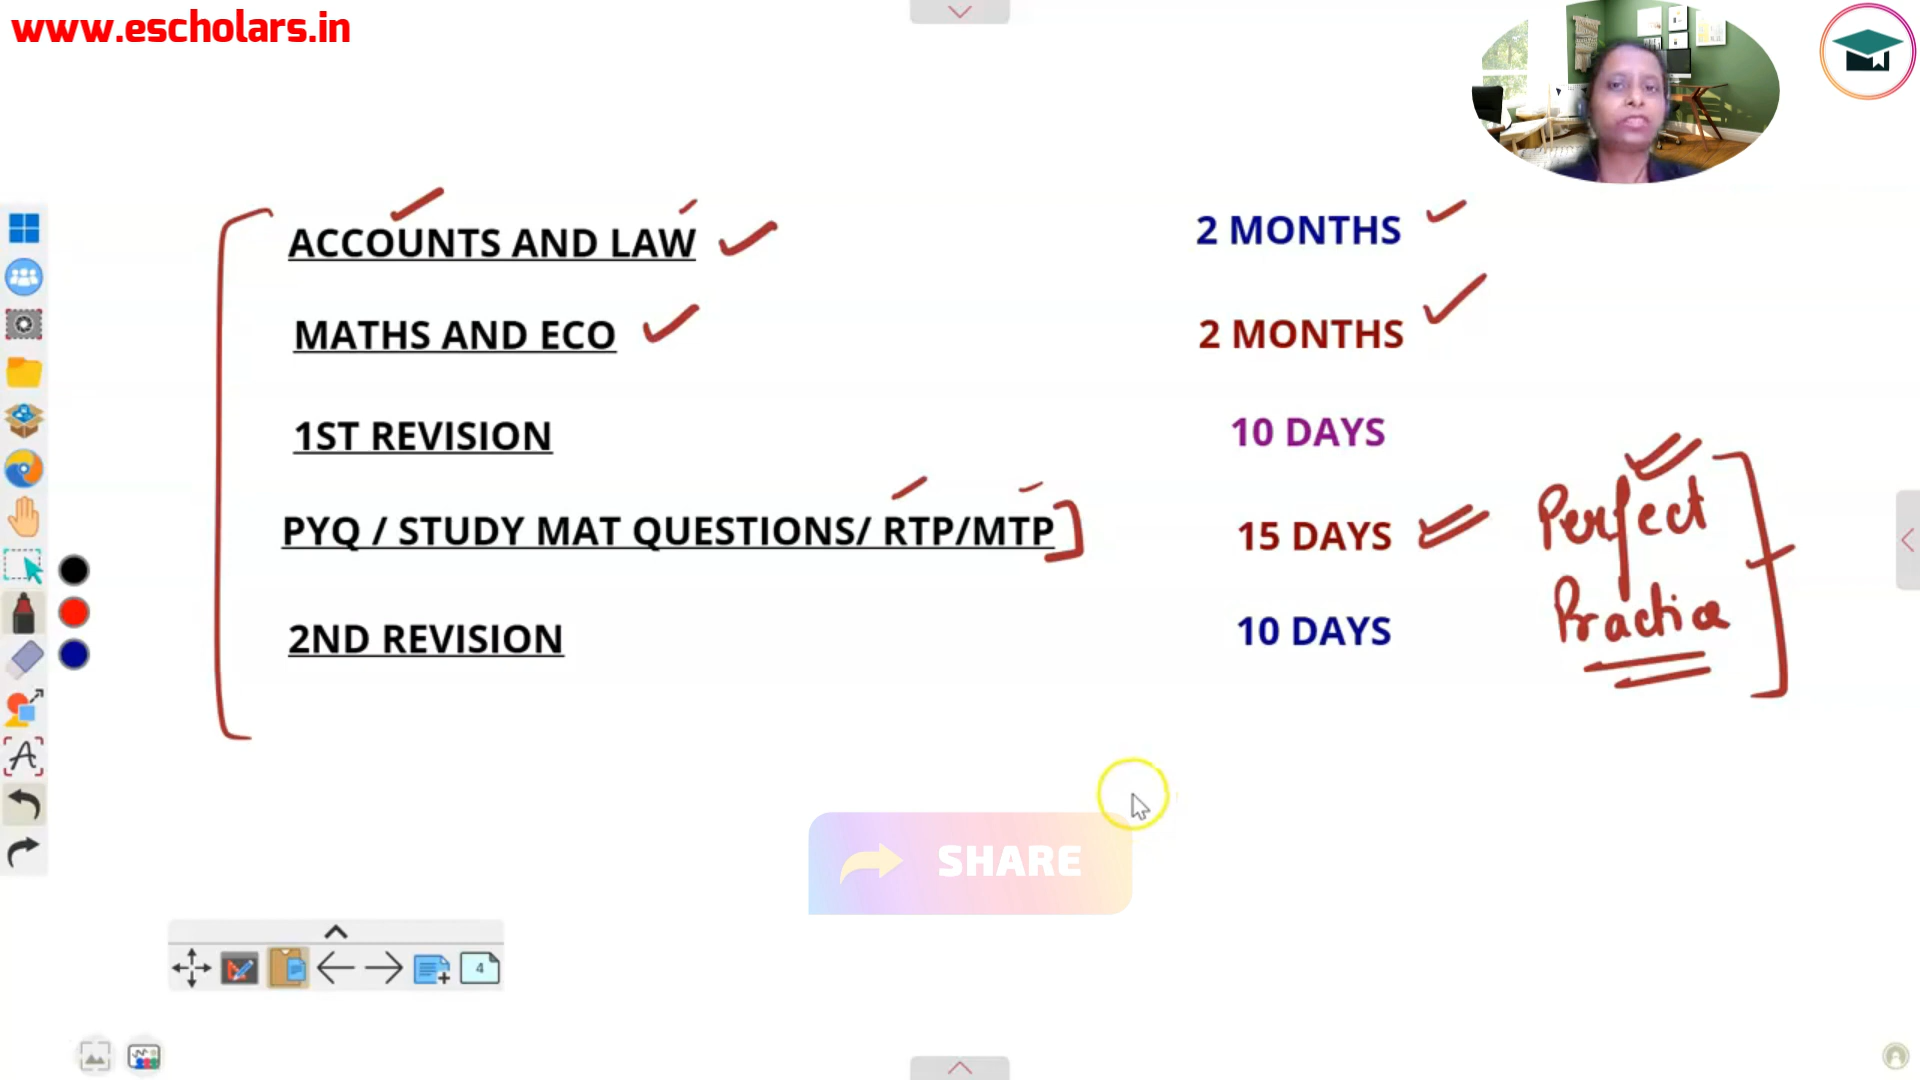 www.escholars.in
ACCOUNTS AND LAW 2 MONTHS
MATHS AND ECO 2 MONTHS
1ST REVISION 10 DAYS
PYQ / STUDY MAT QUESTIONS/ RTP/MTP 15 DAYS
Perfect
Practice
2ND REVISION 10 DAYS
SHARE
4